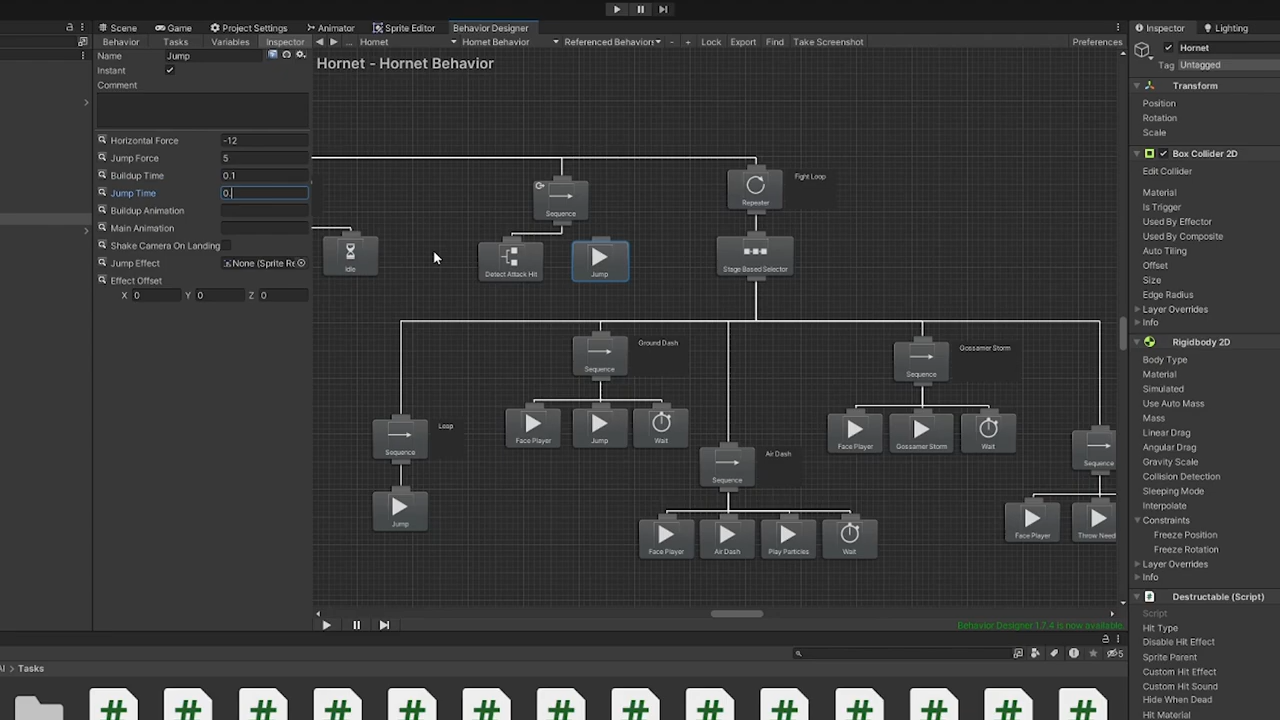 Scene
Game
Project Settings
Animator
Sprite Editor
Behavior Designer
Inspector
Lighting
Behavior
Tasks
Variables
Inspector
...
Hornet
Hornet Behavior
Referenced Behaviors
-
+
Lock
Export
Find
Take Screenshot
Preferences
Hornet
Tag Untagged
Name Jump
Instant
Comment
Horizontal Force -12
Jump Force 5
Buildup Time 0.1
Jump Time 0.
Buildup Animation
Main Animation
Shake Camera On Landing
Jump Effect None (Sprite Re
Effect Offset
X 0 Y 0 Z 0
Hornet - Hornet Behavior
Fight Loop
Sequence
Repeater
Idle
Detect Attack Hit
Jump
Stage Based Selector
Ground Dash
Sequence
Gossamer Storm
Sequence
Leap
Sequence
Face Player
Jump
Wait
Face Player
Gossamer Storm
Wait
Air Dash
Sequence
Sequence
Jump
Face Player
Air Dash
Play Particles
Wait
Face Player
Throw Need
Behavior Designer 1.7.4 is now available.
Transform
Position
Rotation
Scale
Box Collider 2D
Edit Collider
Material
Is Trigger
Used By Effector
Used By Composite
Auto Tiling
Offset
Size
Edge Radius
Layer Overrides
Info
Rigidbody 2D
Body Type
Material
Simulated
Use Auto Mass
Mass
Linear Drag
Angular Drag
Gravity Scale
Collision Detection
Sleeping Mode
Interpolate
Constraints
Freeze Position
Freeze Rotation
Layer Overrides
Info
Destructable (Script)
Script
Hit Type
Disable Hit Effect
Sprite Parent
Custom Hit Effect
Custom Hit Sound
Hide When Dead
Hit Material
AI > Tasks
5
# # # # # # # # # # # # # #